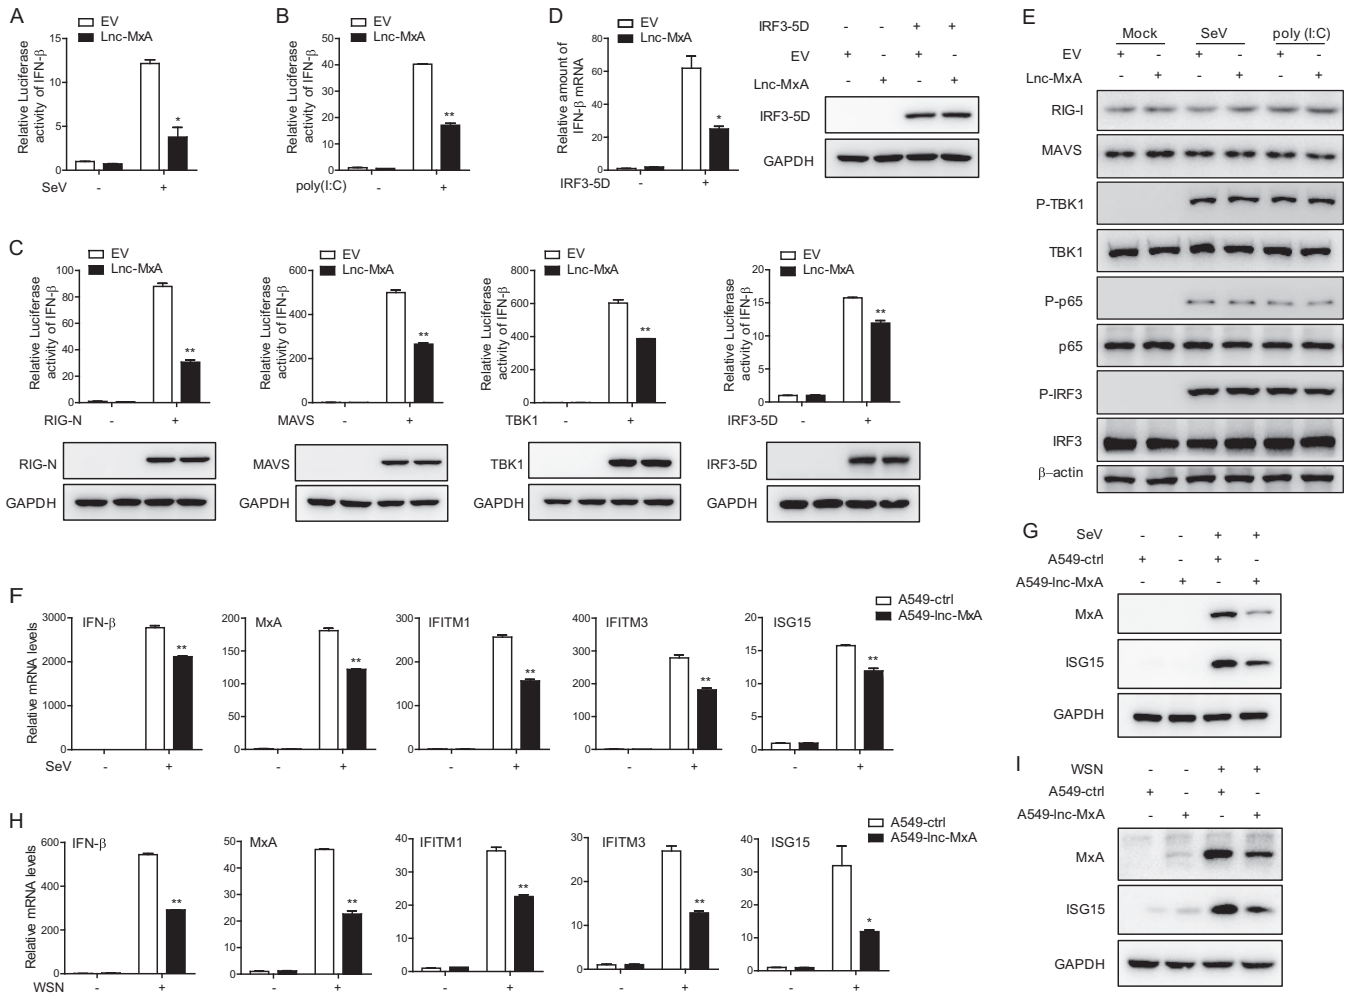 A
EV
Lnc-MxA
Relative Luciferase
activity of IFN-β
15
10
5
0
SeV - +
*
B
EV
Lnc-MxA
Relative Luciferase
activity of IFN-β
50
40
30
20
10
0
poly(I:C) - +
**
D
EV
Lnc-MxA
Relative amount of
IFN-β mRNA
80
60
40
20
0
IRF3-5D - +
*
IRF3-5D - - + +
EV + - + -
Lnc-MxA - + - +
IRF3-5D
GAPDH
E
Mock SeV poly (I:C)
EV + - + - + -
Lnc-MxA - + - + - +
RIG-I
MAVS
P-TBK1
TBK1
P-p65
p65
P-IRF3
IRF3
β-actin
C
EV
Lnc-MxA
Relative Luciferase
activity of IFN-β
100
80
60
40
20
0
**
RIG-N - +
RIG-N
GAPDH
EV
Lnc-MxA
Relative Luciferase
activity of IFN-β
600
400
200
0
**
MAVS - +
MAVS
GAPDH
EV
Lnc-MxA
Relative Luciferase
activity of IFN-β
800
600
400
200
0
**
TBK1 - +
TBK1
GAPDH
EV
Lnc-MxA
Relative Luciferase
activity of IFN-β
20
15
10
5
0
**
IRF3-5D - +
IRF3-5D
GAPDH
F
A549-ctrl
A549-lnc-MxA
Relative mRNA levels
IFN-β
3000
2000
1000
0
**
SeV - +
MxA
200
150
100
50
0
**
- +
IFITM1
300
200
100
0
**
- +
IFITM3
400
300
200
100
0
**
- +
ISG15
20
15
10
5
0
**
- +
G
SeV - - + +
A549-ctrl + - + -
A549-lnc-MxA - + - +
MxA
ISG15
GAPDH
H
A549-ctrl
A549-lnc-MxA
Relative mRNA levels
IFN-β
600
400
200
0
**
WSN - +
MxA
50
40
30
20
10
0
**
- +
IFITM1
40
30
20
10
0
**
- +
IFITM3
30
20
10
0
**
- +
ISG15
40
30
20
10
0
*
- +
I
WSN - - + +
A549-ctrl + - + -
A549-lnc-MxA - + - +
MxA
ISG15
GAPDH